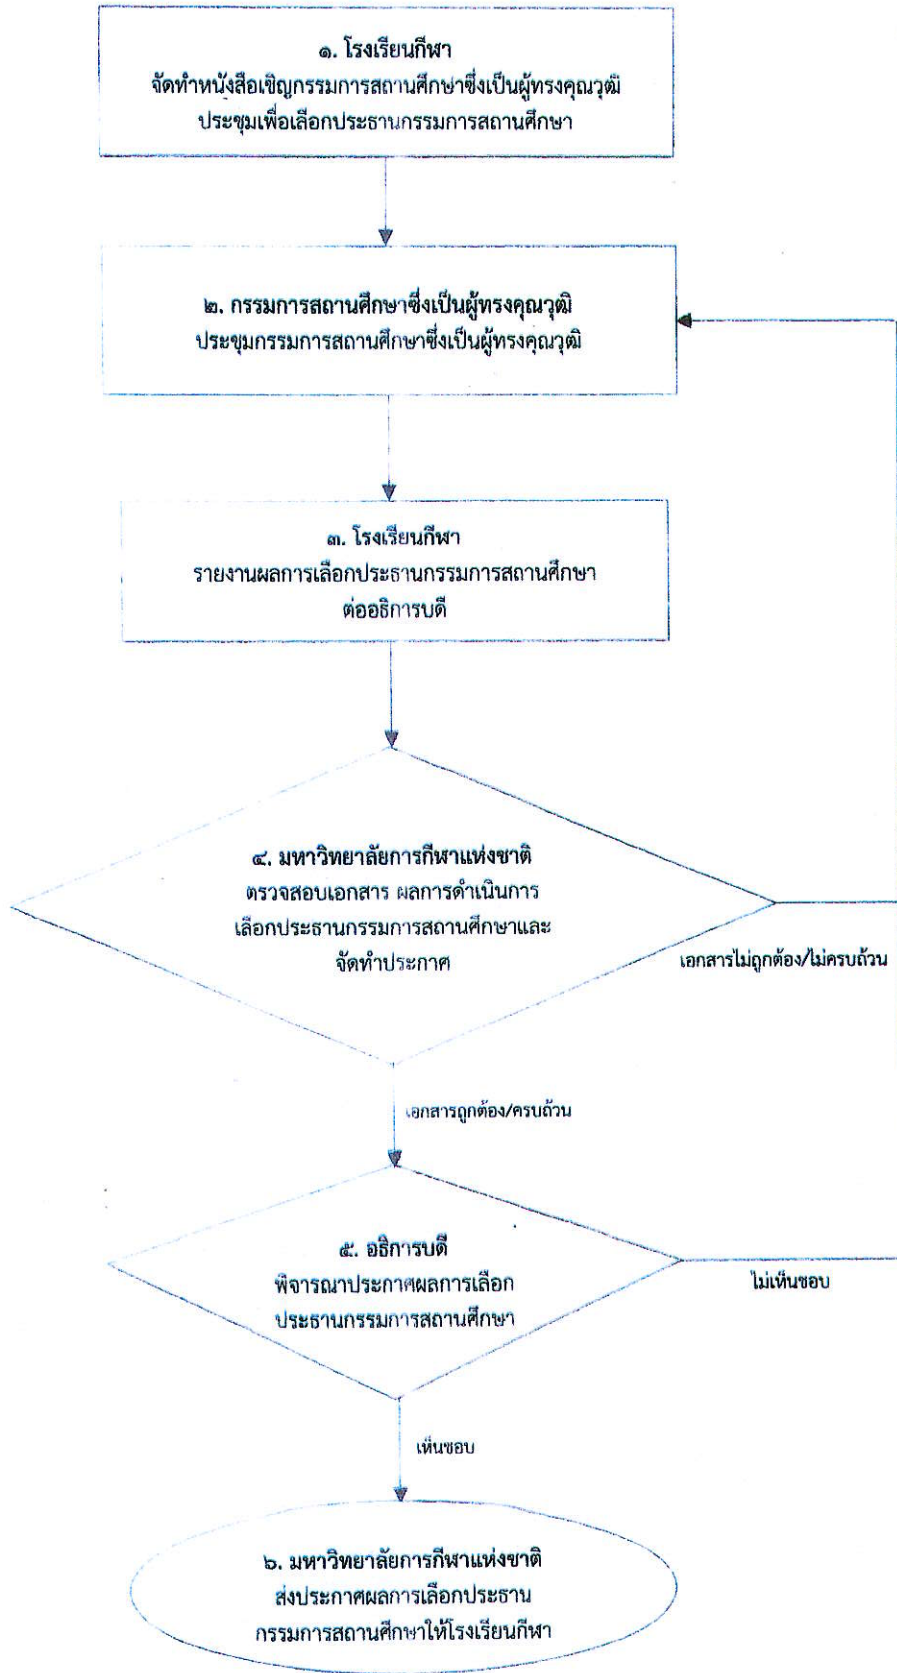 ๑. โรงเรียนกีฬา
จัดทำหนังสือเชิญกรรมการสถานศึกษาซึ่งเป็นผู้ทรงคุณวุฒิ
ประชุมเพื่อเลือกประธานกรรมการสถานศึกษา
๒. กรรมการสถานศึกษาซึ่งเป็นผู้ทรงคุณวุฒิ
ประชุมกรรมการสถานศึกษาซึ่งเป็นผู้ทรงคุณวุฒิ
๓. โรงเรียนกีฬา
รายงานผลการเลือกประธานกรรมการสถานศึกษา
ต่ออธิการบดี
๔. มหาวิทยาลัยการกีฬาแห่งชาติ
ตรวจสอบเอกสาร ผลการดำเนินการ
เลือกประธานกรรมการสถานศึกษาและ
จัดทำประกาศ
เอกสารไม่ถูกต้อง/ไม่ครบถ้วน
เอกสารถูกต้อง/ครบถ้วน
๕. อธิการบดี
พิจารณาประกาศผลการเลือก
ประธานกรรมการสถานศึกษา
ไม่เห็นชอบ
เห็นชอบ
๖. มหาวิทยาลัยการกีฬาแห่งชาติ
ส่งประกาศผลการเลือกประธาน
กรรมการสถานศึกษาให้โรงเรียนกีฬา